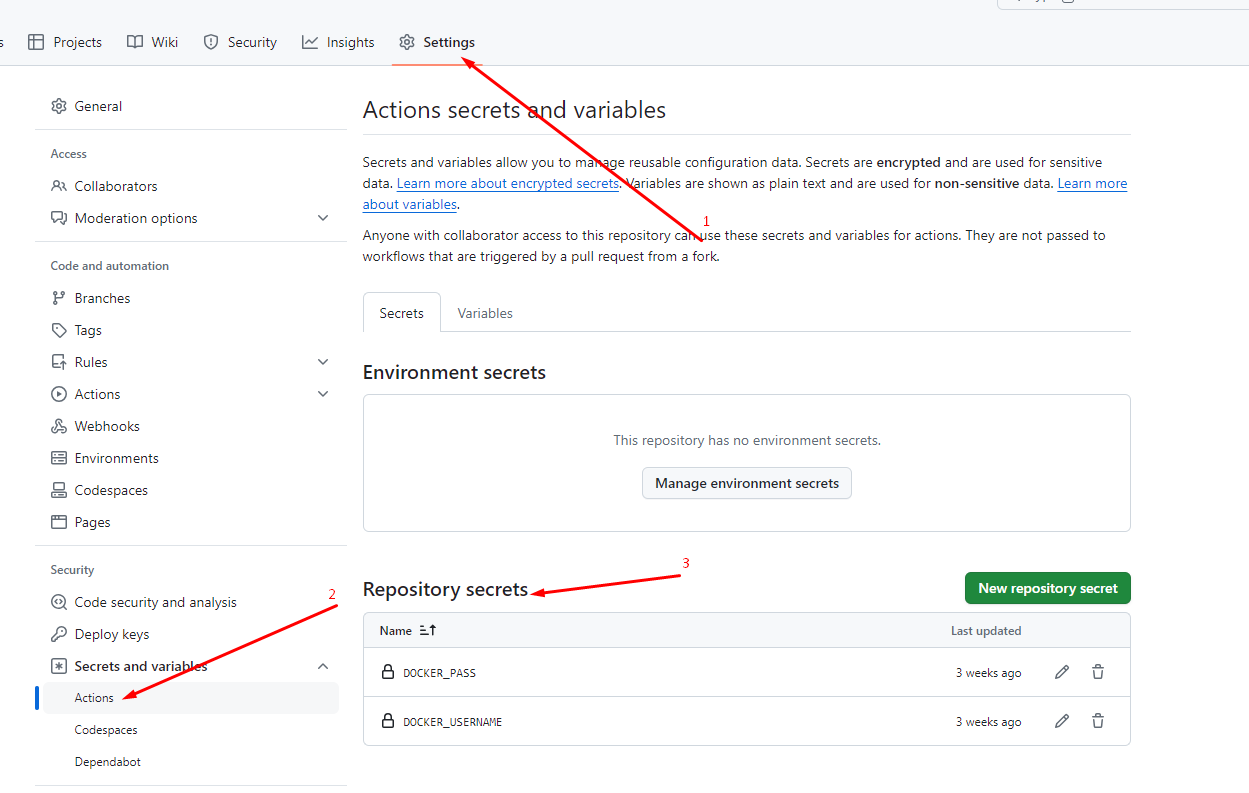 Projects
Wiki
Security
Insights
Settings
General
Access
Collaborators
Moderation options
Code and automation
Branches
Tags
Rules
Actions
Webhooks
Environments
Codespaces
Pages
Security
Code security and analysis
Deploy keys
2
Secrets and variables
Actions
Codespaces
Dependabot
Actions secrets and variables
Secrets and variables allow you to manage reusable configuration data. Secrets are encrypted and are used for sensitive
data. Learn more about encrypted secrets. Variables are shown as plain text and are used for non-sensitive data. Learn more
about variables.
1
Anyone with collaborator access to this repository can use these secrets and variables for actions. They are not passed to
workflows that are triggered by a pull request from a fork.
Secrets
Variables
Environment secrets
This repository has no environment secrets.
Manage environment secrets
3
Repository secrets
New repository secret
Name
Last updated
DOCKER_PASS
3 weeks ago
DOCKER_USERNAME
3 weeks ago